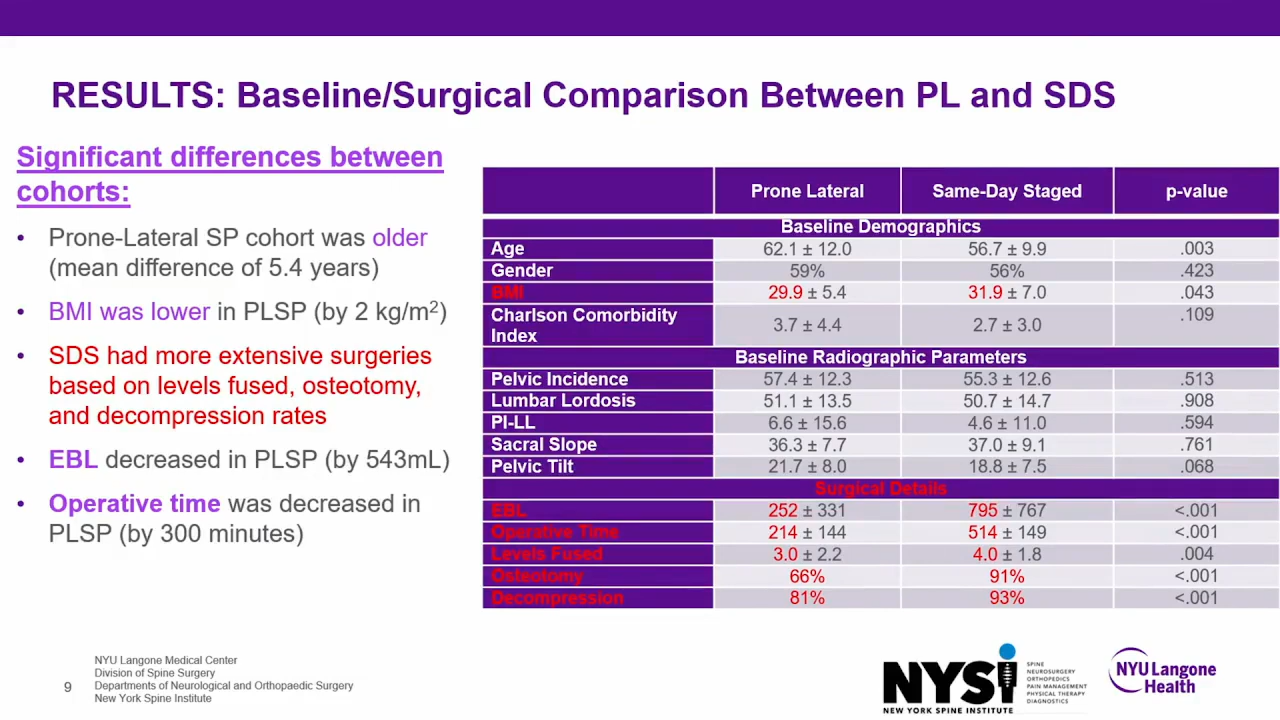 RESULTS: Baseline/Surgical Comparison Between PL and SDS
Significant differences between
cohorts:
• Prone-Lateral SP cohort was older
(mean difference of 5.4 years)
• BMI was lower in PLSP (by 2 kg/m²)
• SDS had more extensive surgeries
based on levels fused, osteotomy,
and decompression rates
• EBL decreased in PLSP (by 543mL)
• Operative time was decreased in
PLSP (by 300 minutes)
Prone Lateral Same-Day Staged p-value
Baseline Demographics
Age 62.1 ± 12.0 56.7 ± 9.9 .003
Gender 59% 56% .423
BMI 29.9 ± 5.4 31.9 ± 7.0 .043
Charlson Comorbidity
Index 3.7 ± 4.4 2.7 ± 3.0 .109
Baseline Radiographic Parameters
Pelvic Incidence 57.4 ± 12.3 55.3 ± 12.6 .513
Lumbar Lordosis 51.1 ± 13.5 50.7 ± 14.7 .908
PI-LL 6.6 ± 15.6 4.6 ± 11.0 .594
Sacral Slope 36.3 ± 7.7 37.0 ± 9.1 .761
Pelvic Tilt 21.7 ± 8.0 18.8 ± 7.5 .068
Surgical Details
EBL 252 ± 331 795 ± 767 <.001
Operative Time 214 ± 144 514 ± 149 <.001
Levels Fused 3.0 ± 2.2 4.0 ± 1.8 .004
Osteotomy 66% 91% <.001
Decompression 81% 93% <.001
9
NYU Langone Medical Center
Division of Spine Surgery
Departments of Neurological and Orthopaedic Surgery
New York Spine Institute
NYSI
NEW YORK SPINE INSTITUTE
SPINE
NEUROSURGERY
ORTHOPEDICS
PAIN MANAGEMENT
PHYSICAL THERAPY
DIAGNOSTICS
NYU Langone
Health